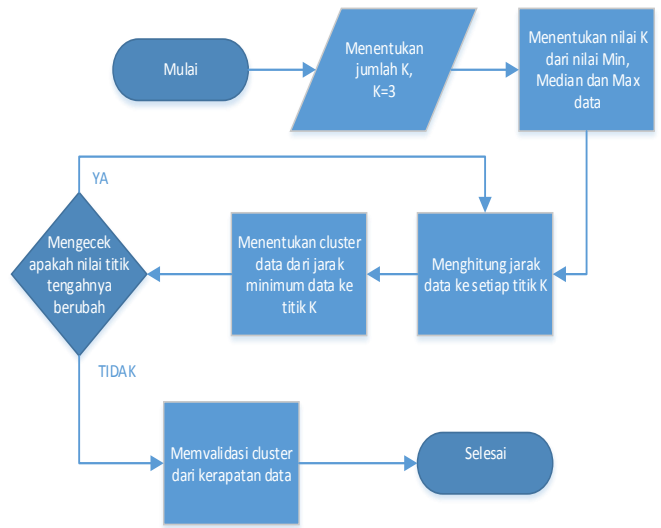 Mulai
Menentukan
jumlah K,
K=3
Menentukan nilai K
dari nilai Min,
Median dan Max
data
YA
Mengecek
apakah nilai titik
tengahnya
berubah
Menentukan cluster
data dari jarak
minimum data ke
titik K
Menghitung jarak
data ke setiap titik K
TIDAK
Memvalidasi cluster
dari kerapatan data
Selesai